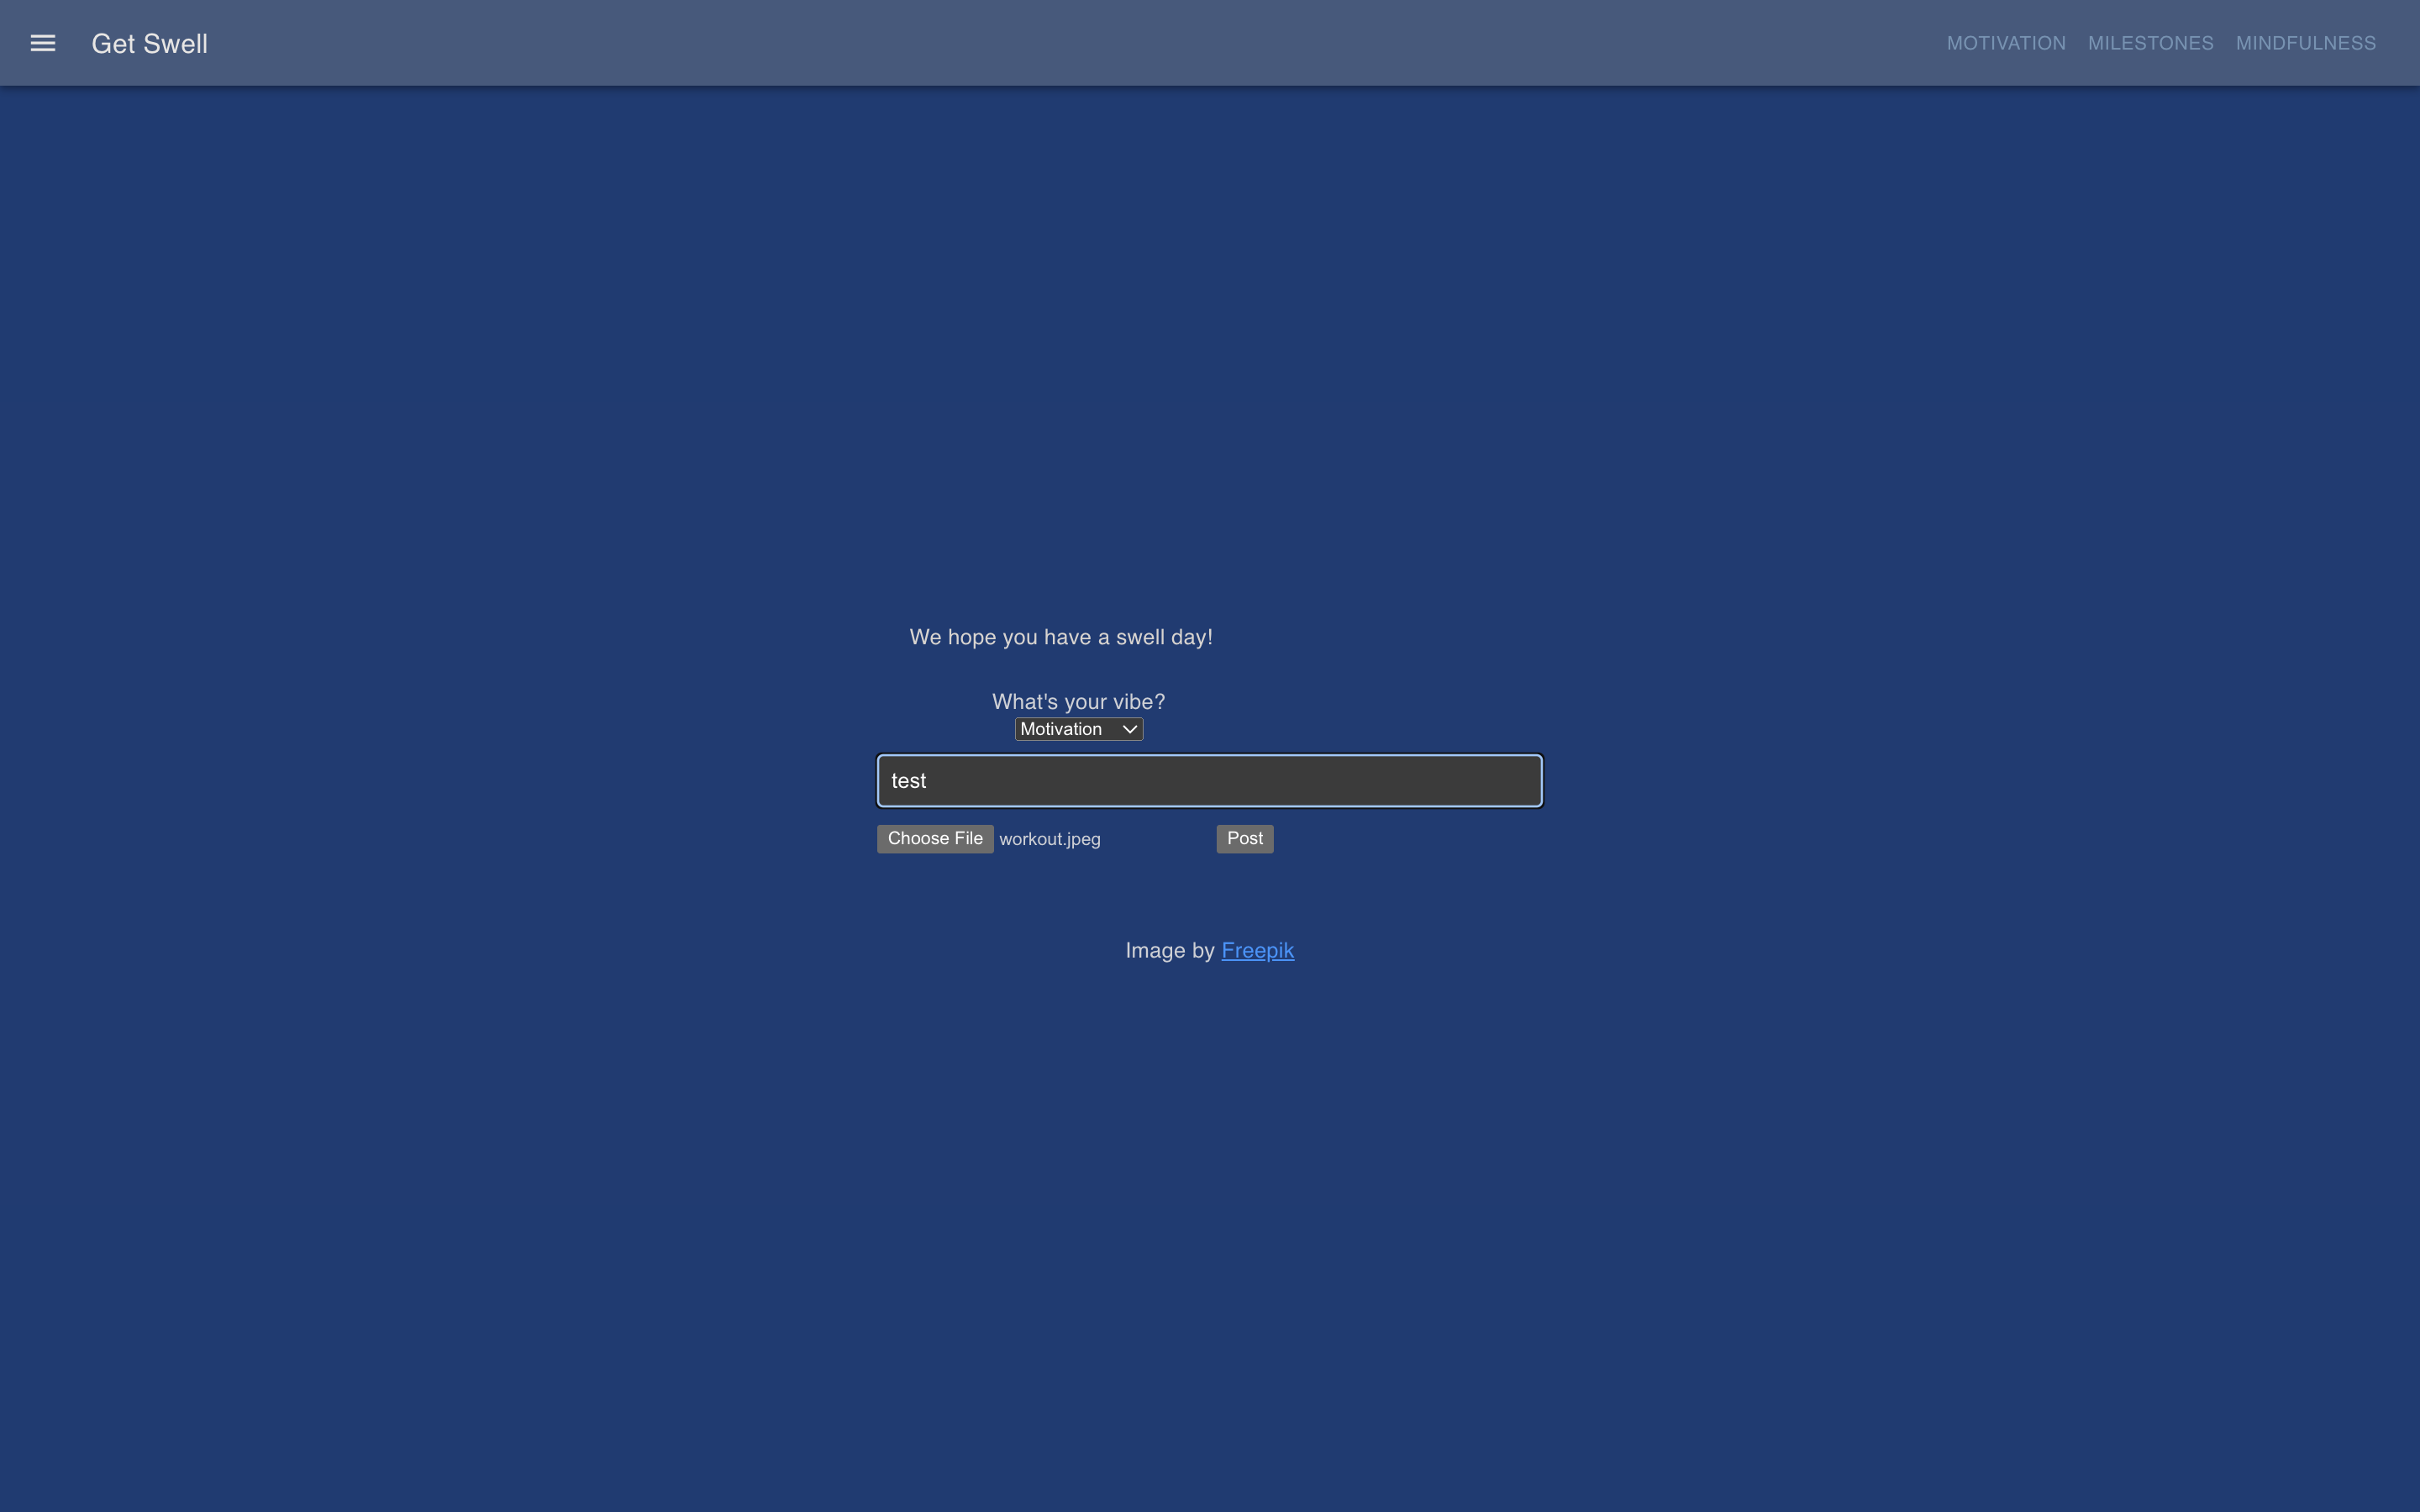 Get Swell
MOTIVATION MILESTONES MINDFULNESS
We hope you have a swell day!
What's your vibe?
Motivation
test
Choose File workout.jpeg Post
Image by Freepik